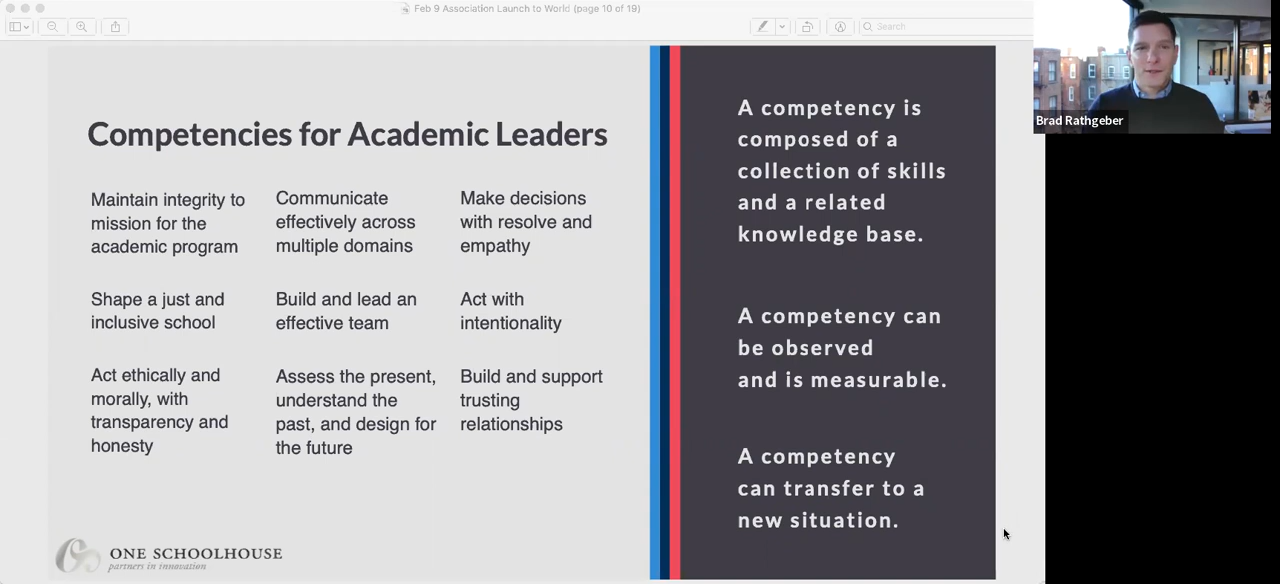 Feb 9 Association Launch to World (page 10 of 19)
Search
Brad Rathgeber
Competencies for Academic Leaders
Maintain integrity to
mission for the
academic program
Communicate
effectively across
multiple domains
Make decisions
with resolve and
empathy
Shape a just and
inclusive school
Build and lead an
effective team
Act with
intentionality
Act ethically and
morally, with
transparency and
honesty
Assess the present,
understand the
past, and design for
the future
Build and support
trusting
relationships
A competency is
composed of a
collection of skills
and a related
knowledge base.
A competency can
be observed
and is measurable.
A competency
can transfer to a
new situation.
ONE SCHOOLHOUSE
partners in innovation